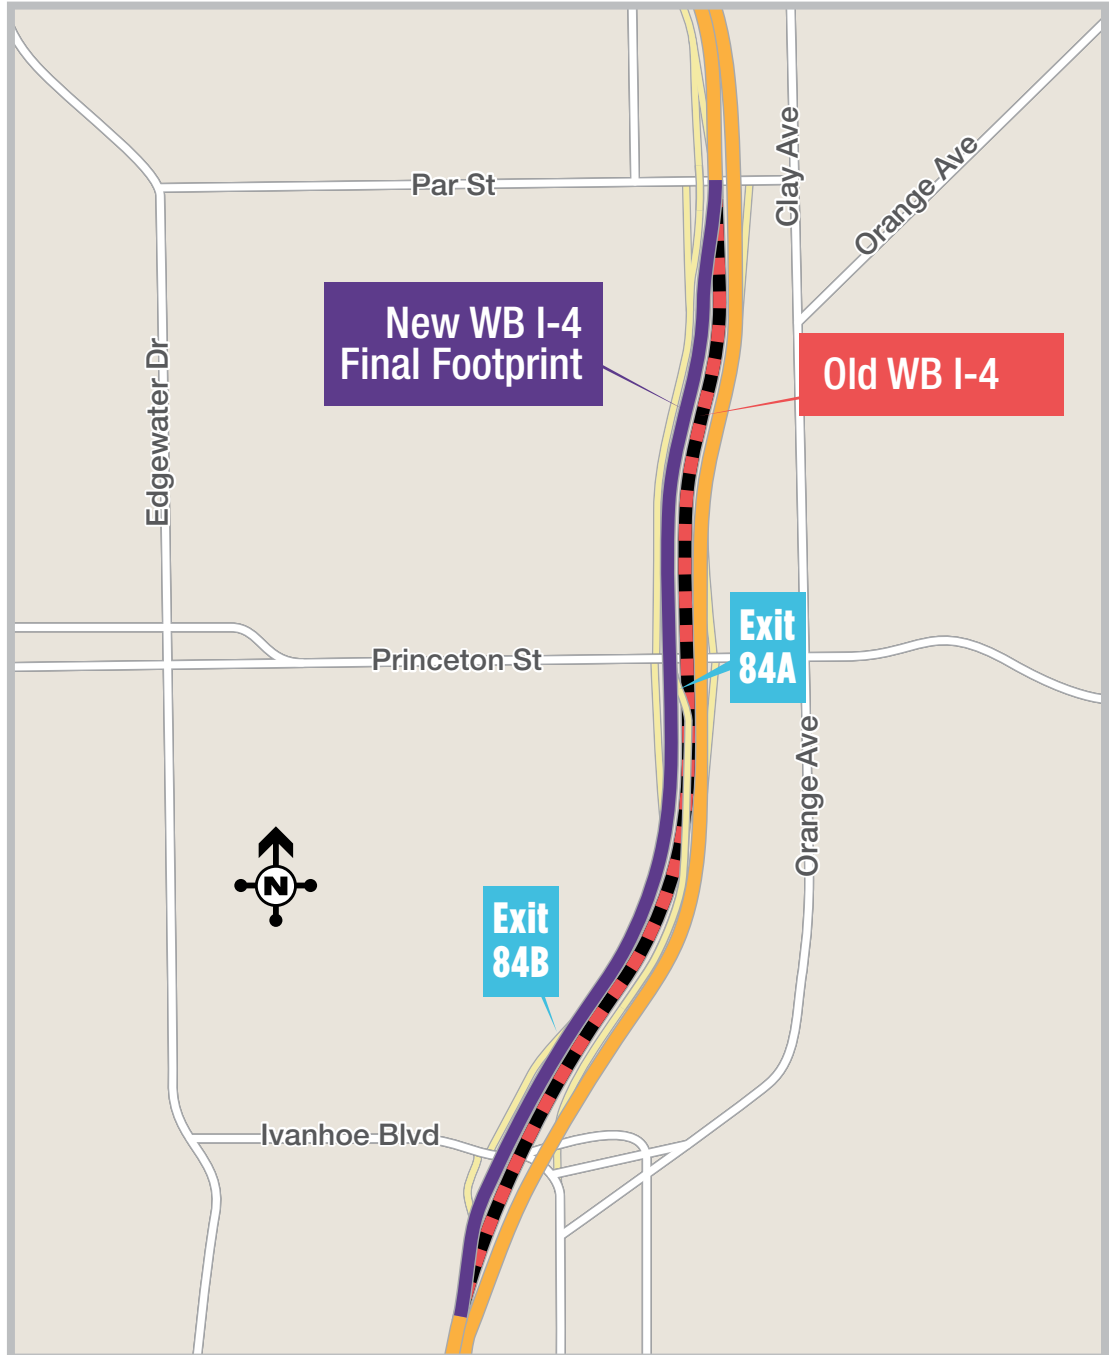 Par St
Clay Ave
Orange Ave
New WB I-4
Final Footprint
Old WB I-4
Edgewater Dr
Exit
84A
Princeton St
Orange Ave
N
Exit
84B
Ivanhoe Blvd